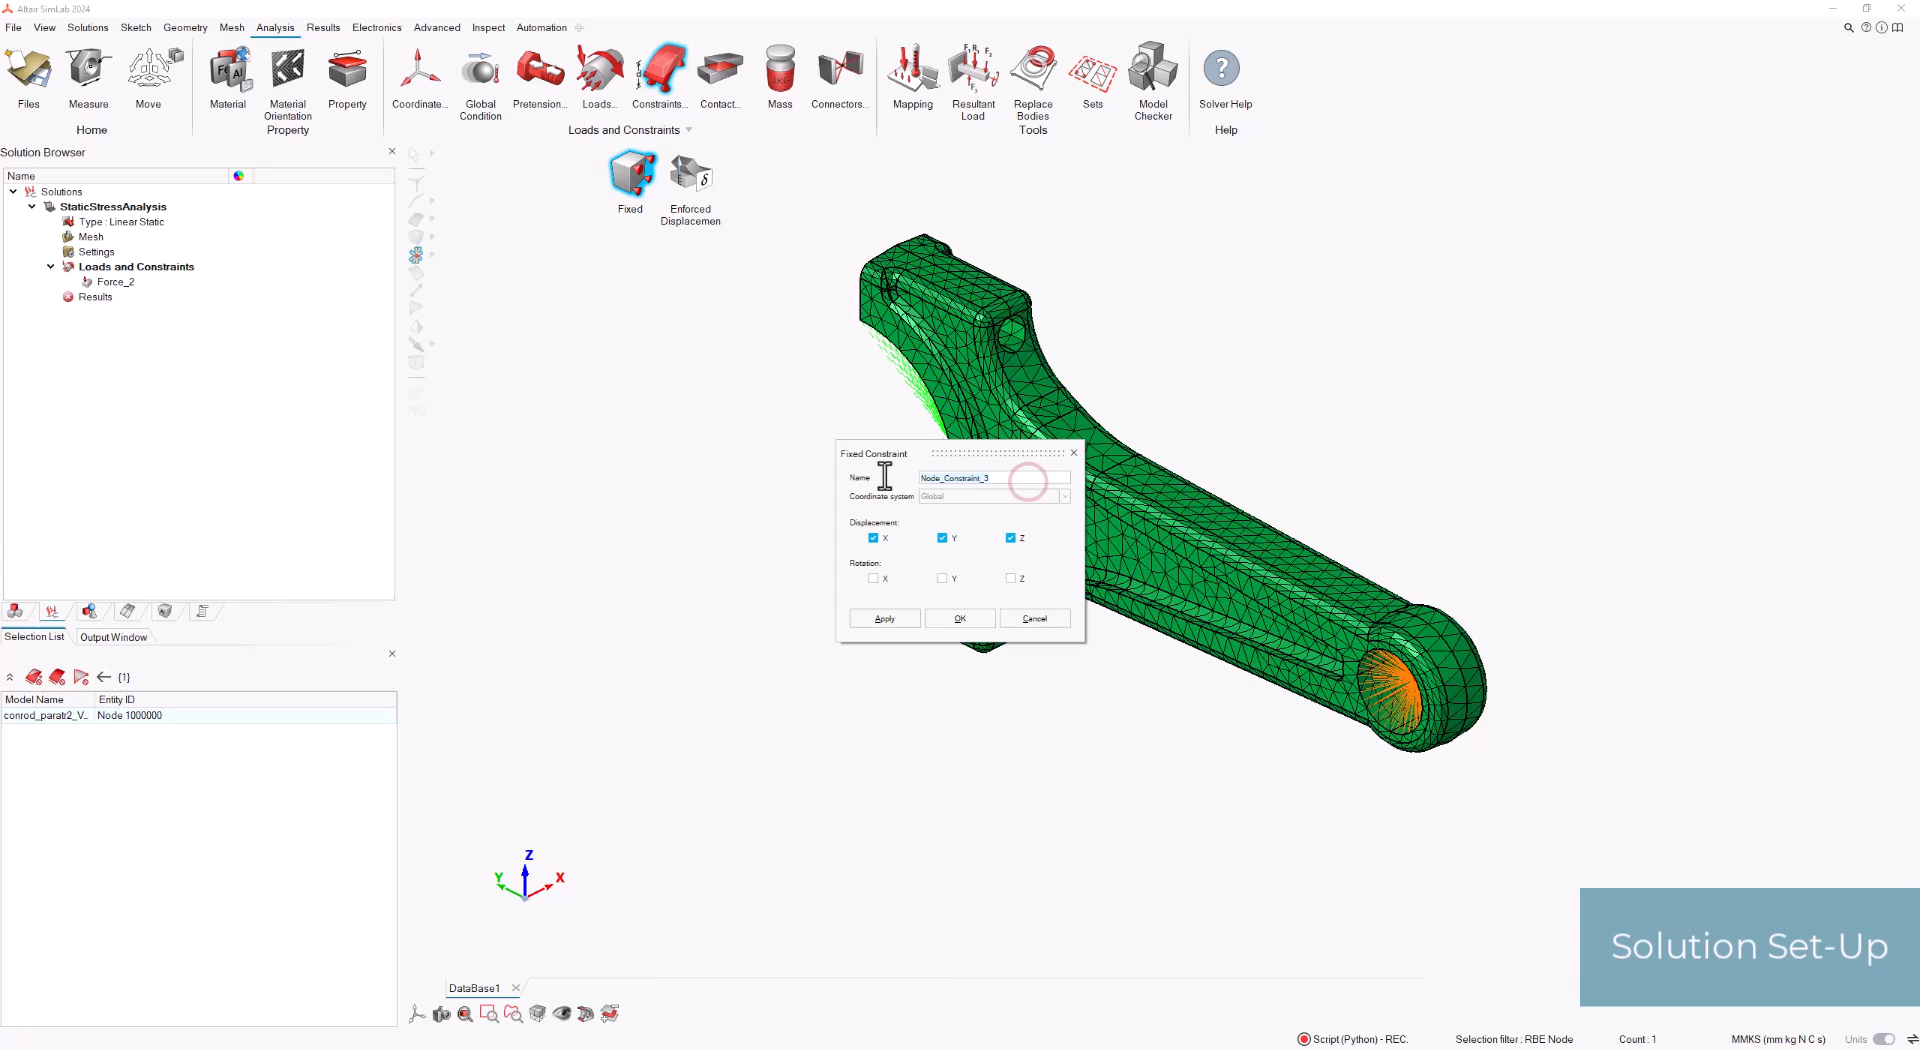 Altair SimLab 2024
File View Solutions Sketch Geometry Mesh Analysis Results Electronics Advanced Inspect Automation
Files Measure Move Material Material Orientation Property Coordinate... Global Condition Pretension... Loads... Constraints... Contact... Mass Connectors... Mapping Resultant Load Replace Bodies Sets Model Checker Solver Help
Home Property Loads and Constraints Tools Help
Solution Browser
Name
Solutions
StaticStressAnalysis
Type : Linear Static
Mesh
Settings
Loads and Constraints
Force_2
Results
Fixed
Enforced
Displacemen
Fixed Constraint
Name Node_Constraint_3
Coordinate system Global
Displacement:
X Y Z
Rotation:
X Y Z
Apply OK Cancel
Selection List Output Window
{1}
Model Name Entity ID
conrod_paratr2_V... Node 1000000
Z
Y X
Solution Set-Up
DataBase1
Script (Python) - REC. Selection filter : RBE Node Count : 1 MMKS (mm kg N C s) Units